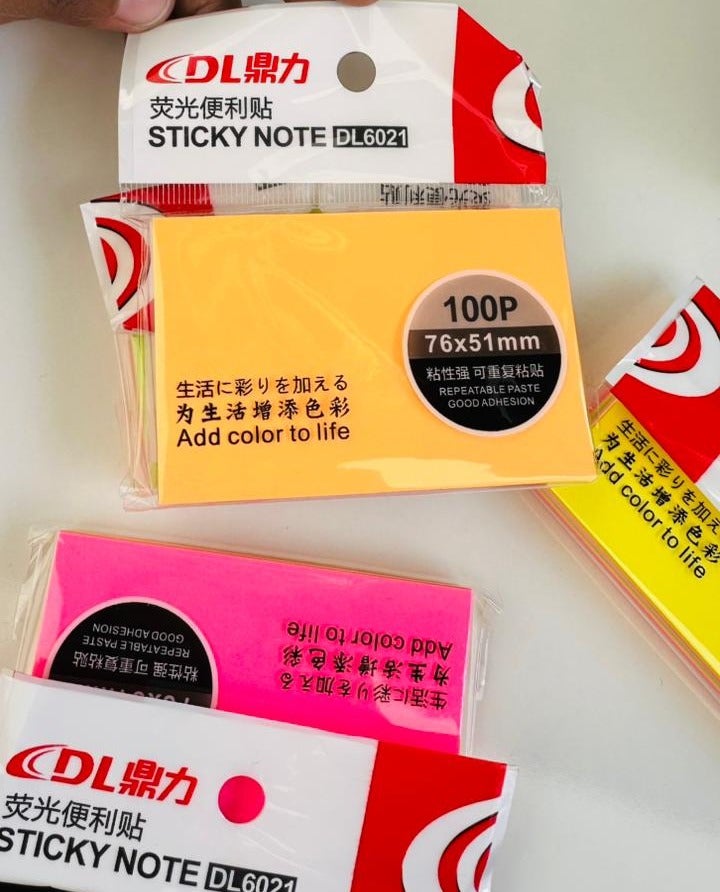 DL鼎力
荧光便利贴
STICKY NOTE DL6021
100P
76x51mm
粘性强 可重复粘贴
REPEATABLE PASTE
GOOD ADHESION
生活に彩りを加える
为生活增添色彩
Add color to life
生活に彩りを加え
为生活增添色彩
Add color to life
生活に彩りを加える
为生活增添色彩
Add color to life
粘性强 可重复粘贴
REPEATABLE PASTE
GOOD ADHESION
DL鼎力
荧光便利贴
STICKY NOTE DL6021